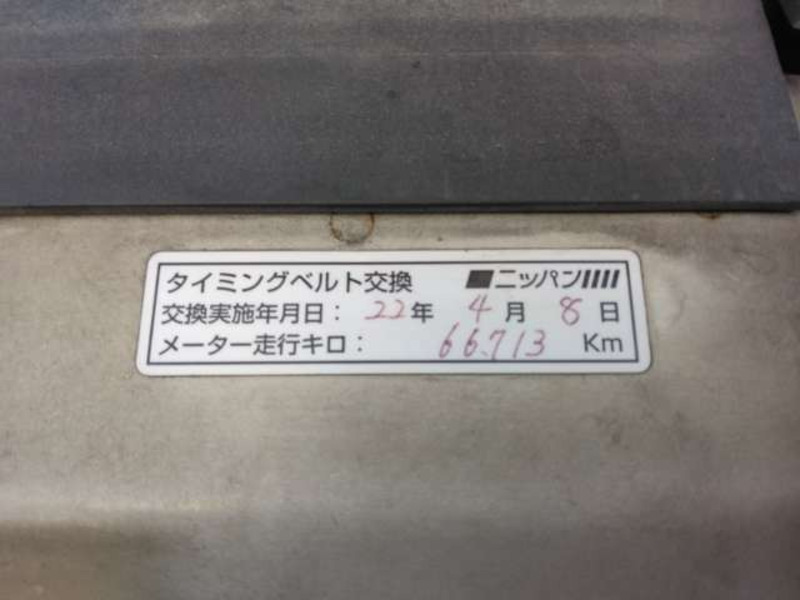 タイミングベルト交換 ニッパン
交換実施年月日： 22年 4月 8日
メーター走行キロ： 66.713 Km